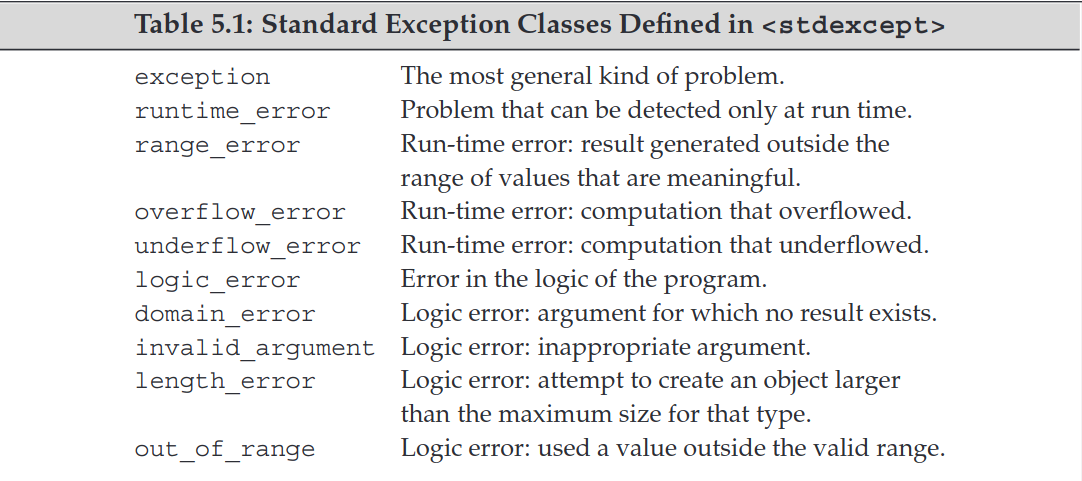 Table 5.1: Standard Exception Classes Defined in <stdexcept>
exception The most general kind of problem.
runtime_error Problem that can be detected only at run time.
range_error Run-time error: result generated outside the
range of values that are meaningful.
overflow_error Run-time error: computation that overflowed.
underflow_error Run-time error: computation that underflowed.
logic_error Error in the logic of the program.
domain_error Logic error: argument for which no result exists.
invalid_argument Logic error: inappropriate argument.
length_error Logic error: attempt to create an object larger
than the maximum size for that type.
out_of_range Logic error: used a value outside the valid range.